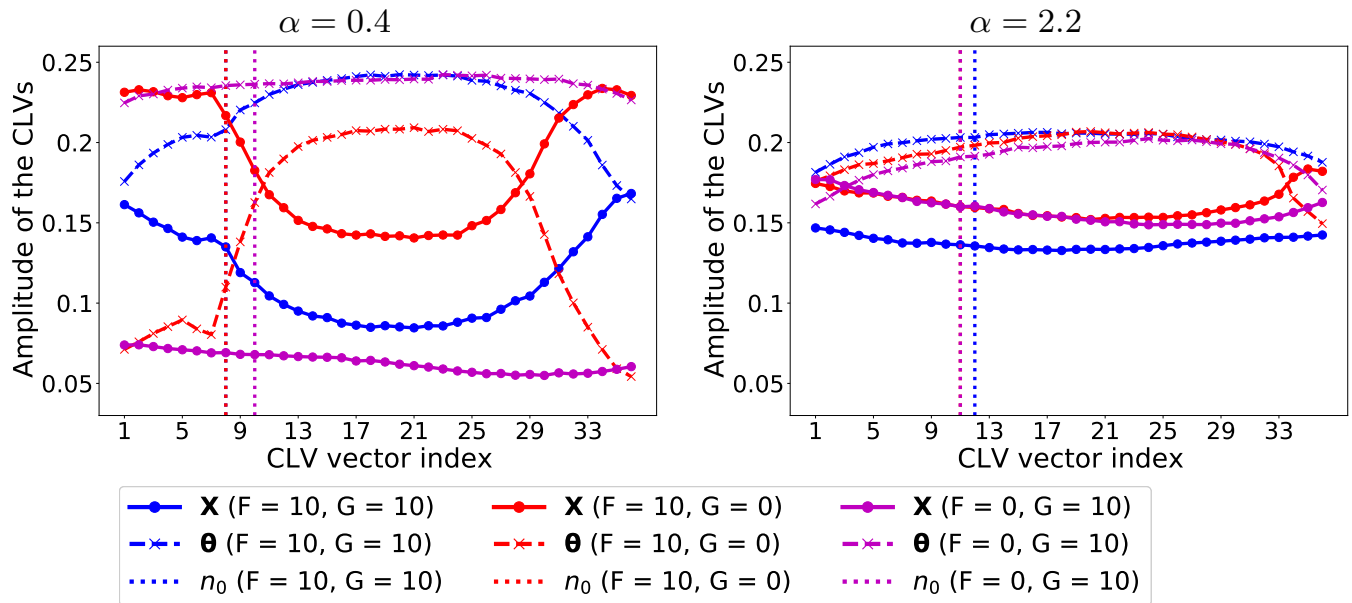 α = 0.4
α = 2.2
Amplitude of the CLVs
0.25
0.2
0.15
0.1
0.05
1 5 9 13 17 21 25 29 33
CLV vector index
Amplitude of the CLVs
0.25
0.2
0.15
0.1
0.05
1 5 9 13 17 21 25 29 33
CLV vector index
X (F = 10, G = 10)
X (F = 10, G = 0)
X (F = 0, G = 10)
θ (F = 10, G = 10)
θ (F = 10, G = 0)
θ (F = 0, G = 10)
n₀ (F = 10, G = 10)
n₀ (F = 10, G = 0)
n₀ (F = 0, G = 10)